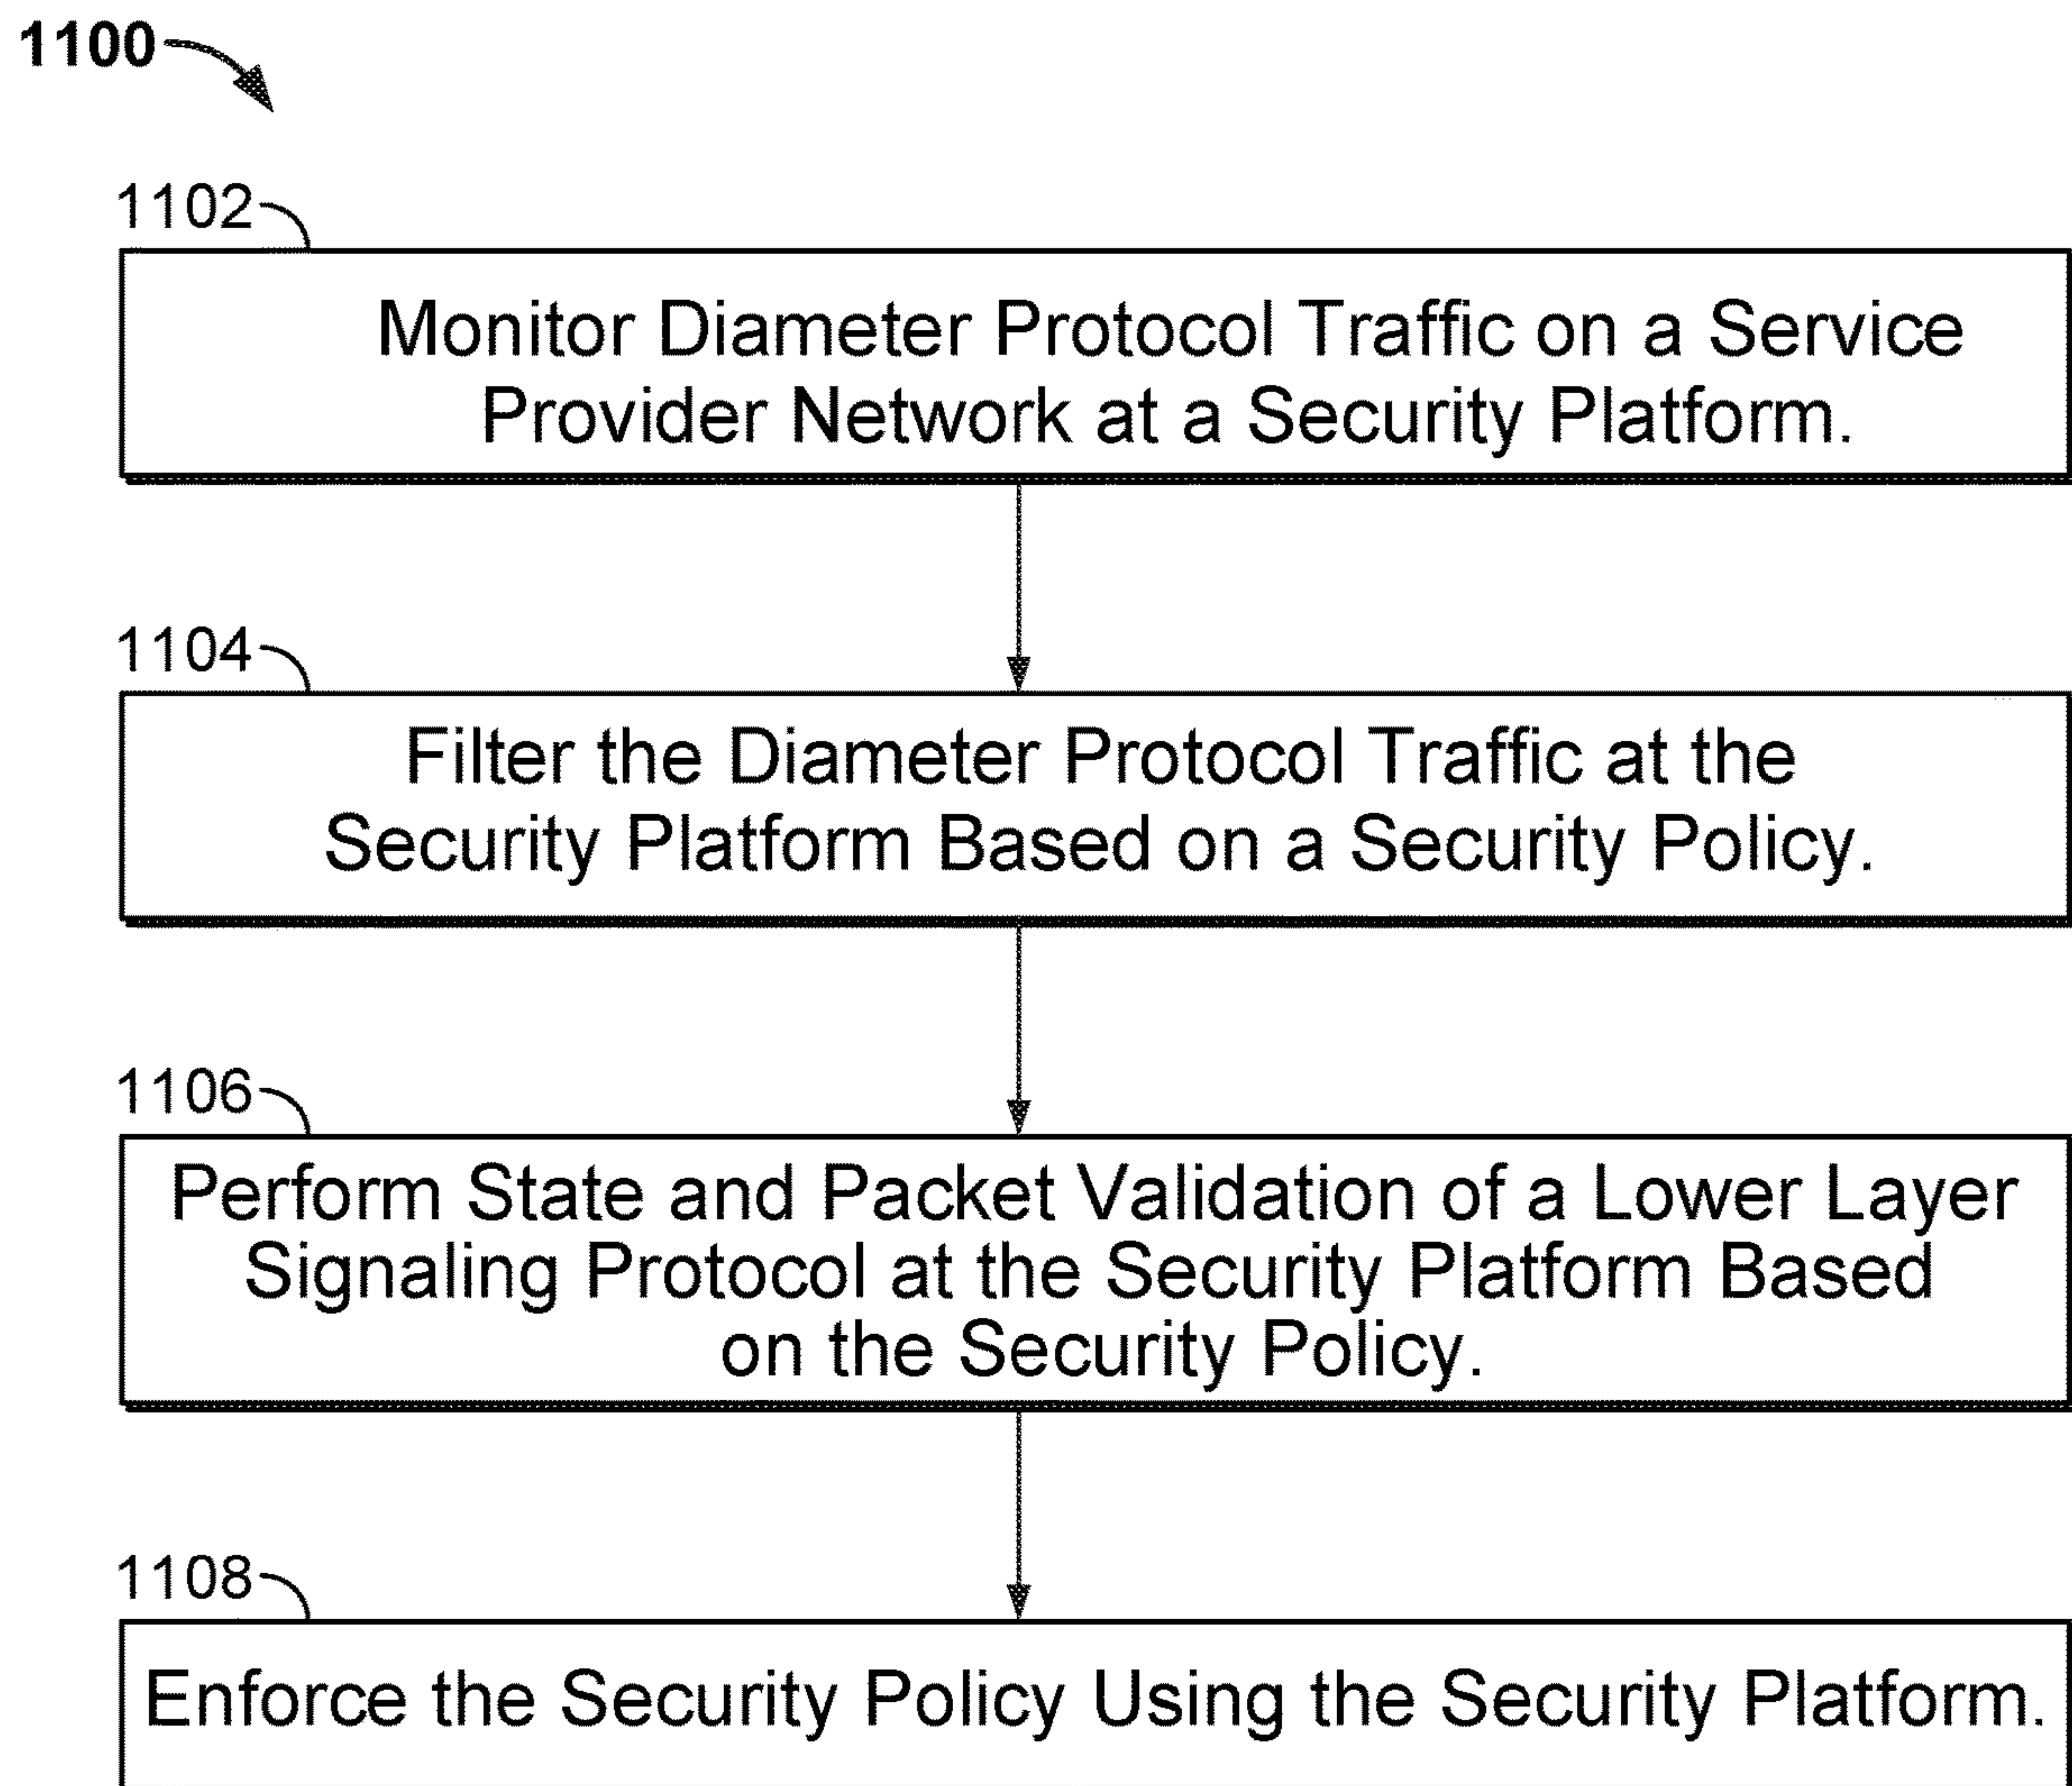 1100
1102
Monitor Diameter Protocol Traffic on a Service
Provider Network at a Security Platform.
1104
Filter the Diameter Protocol Traffic at the
Security Platform Based on a Security Policy.
1106
Perform State and Packet Validation of a Lower Layer
Signaling Protocol at the Security Platform Based
on the Security Policy.
1108
Enforce the Security Policy Using the Security Platform.